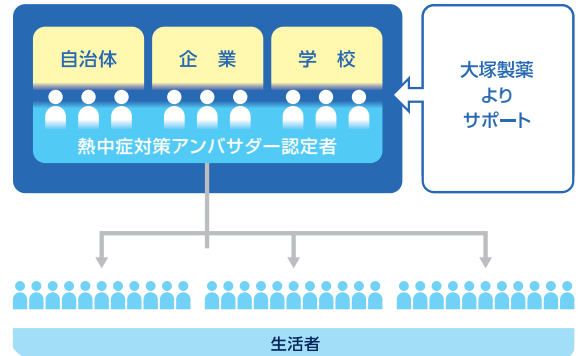 自治体
企　業
学　校
熱中症対策アンバサダー認定者
大塚製薬
より
サポート
生活者